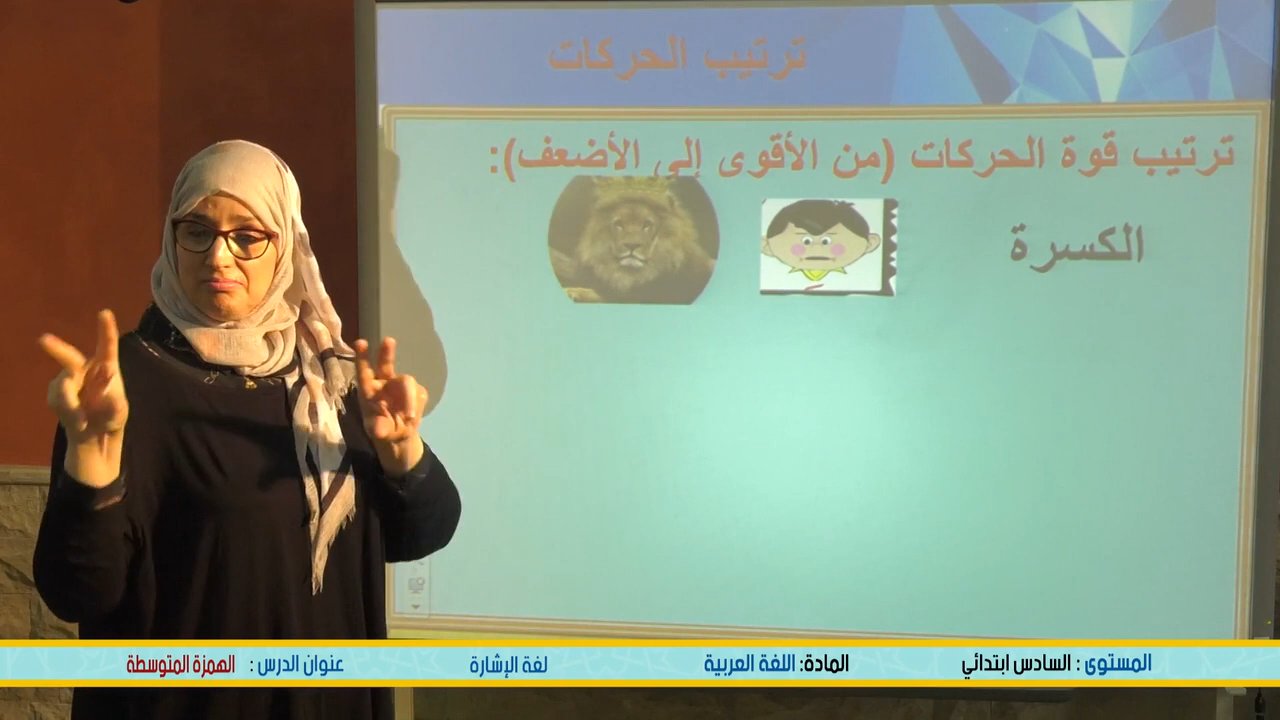 ترتيب الحركات
ترتيب قوة الحركات (من الأقوى إلى الأضعف):
الكسرة
المستوى : السادس ابتدائي المادة: اللغة العربية لغة الإشارة عنوان الدرس : الهمزة المتوسطة